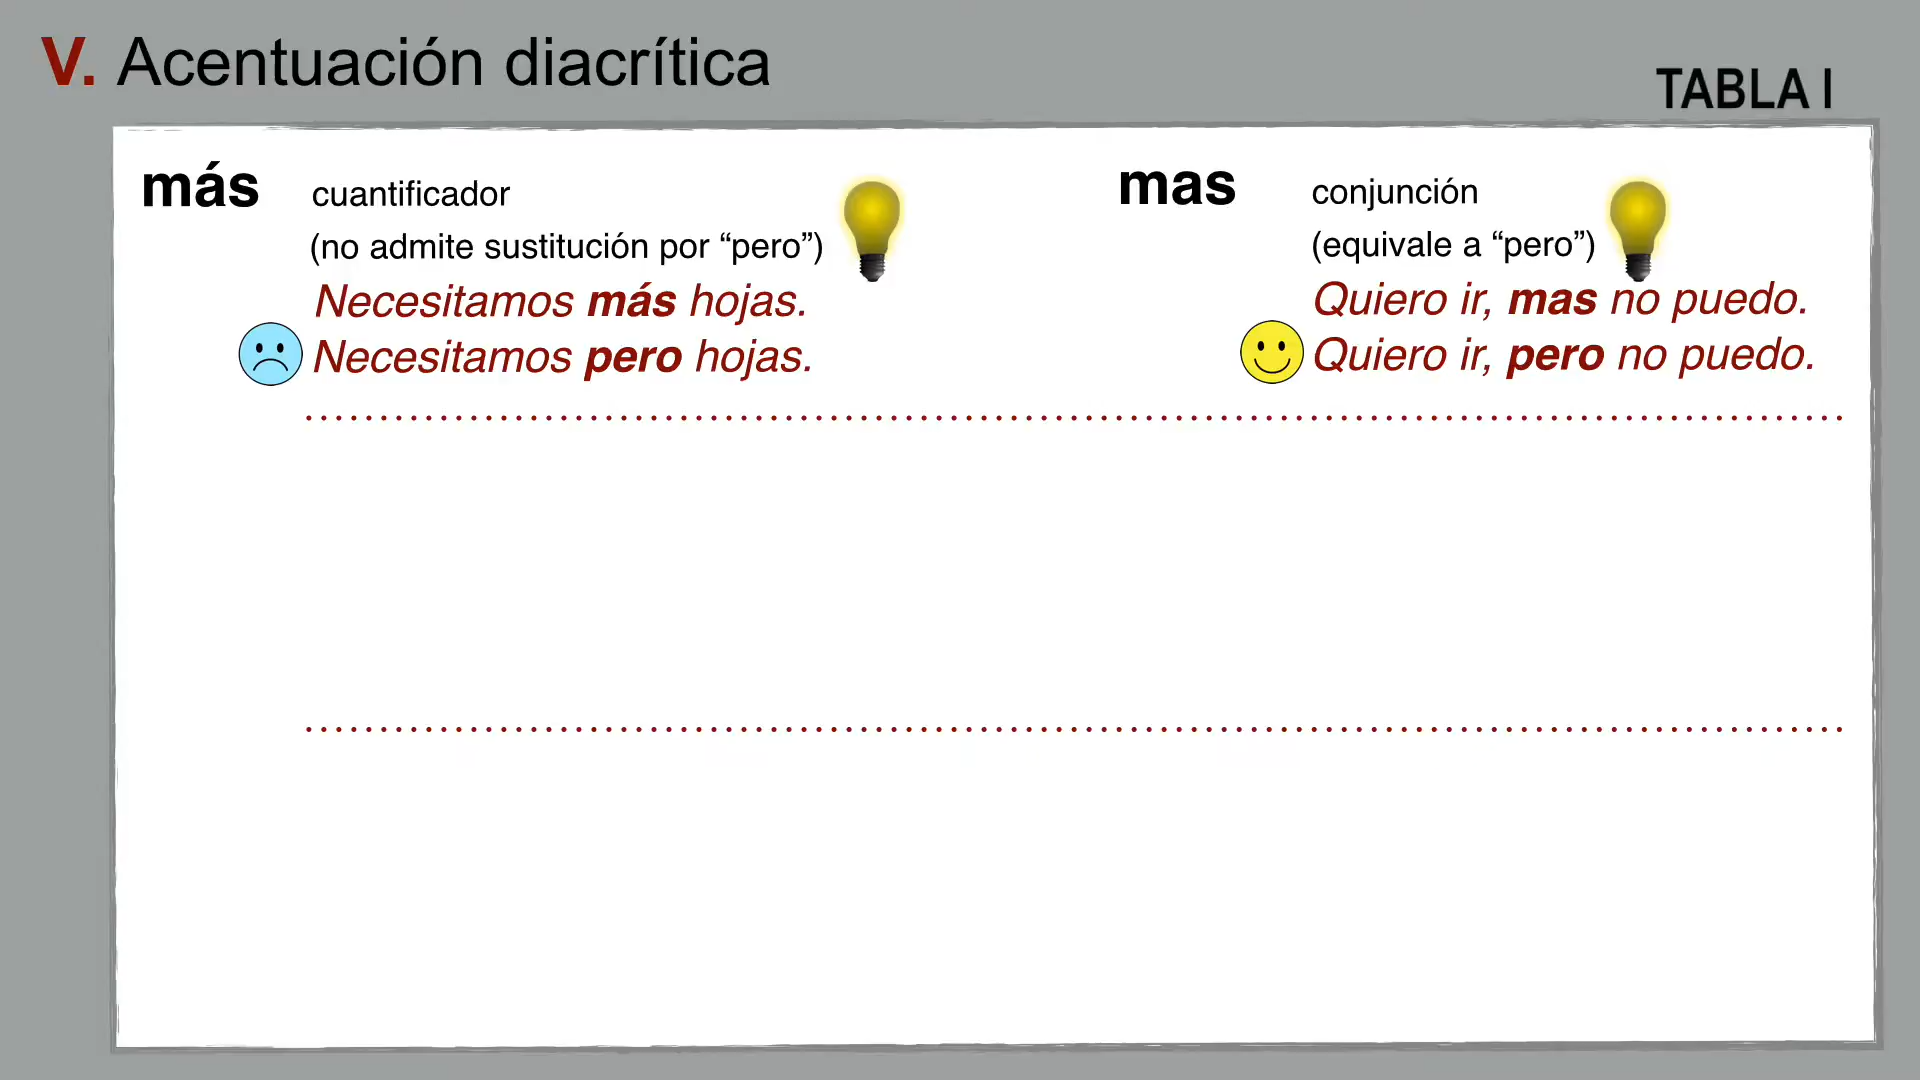 V. Acentuación diacrítica
TABLA I
más cuantificador
(no admite sustitución por “pero”)
Necesitamos más hojas.
Necesitamos pero hojas.
mas conjunción
(equivale a “pero”)
Quiero ir, mas no puedo.
Quiero ir, pero no puedo.